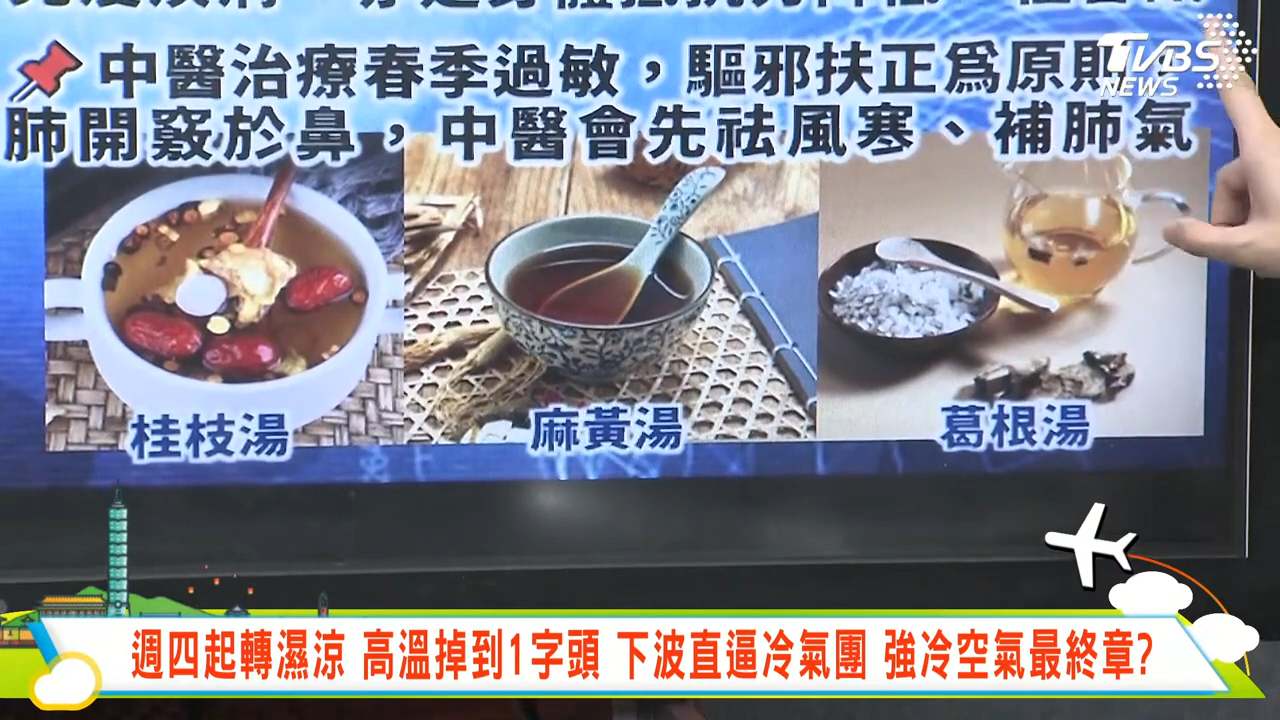 中醫治療春季過敏，驅邪扶正為原則
TVBS
NEWS
肺開竅於鼻，中醫會先祛風寒、補肺氣
桂枝湯
麻黃湯
葛根湯
週四起轉濕涼 高溫掉到1字頭 下波直逼冷氣團 強冷空氣最終章?